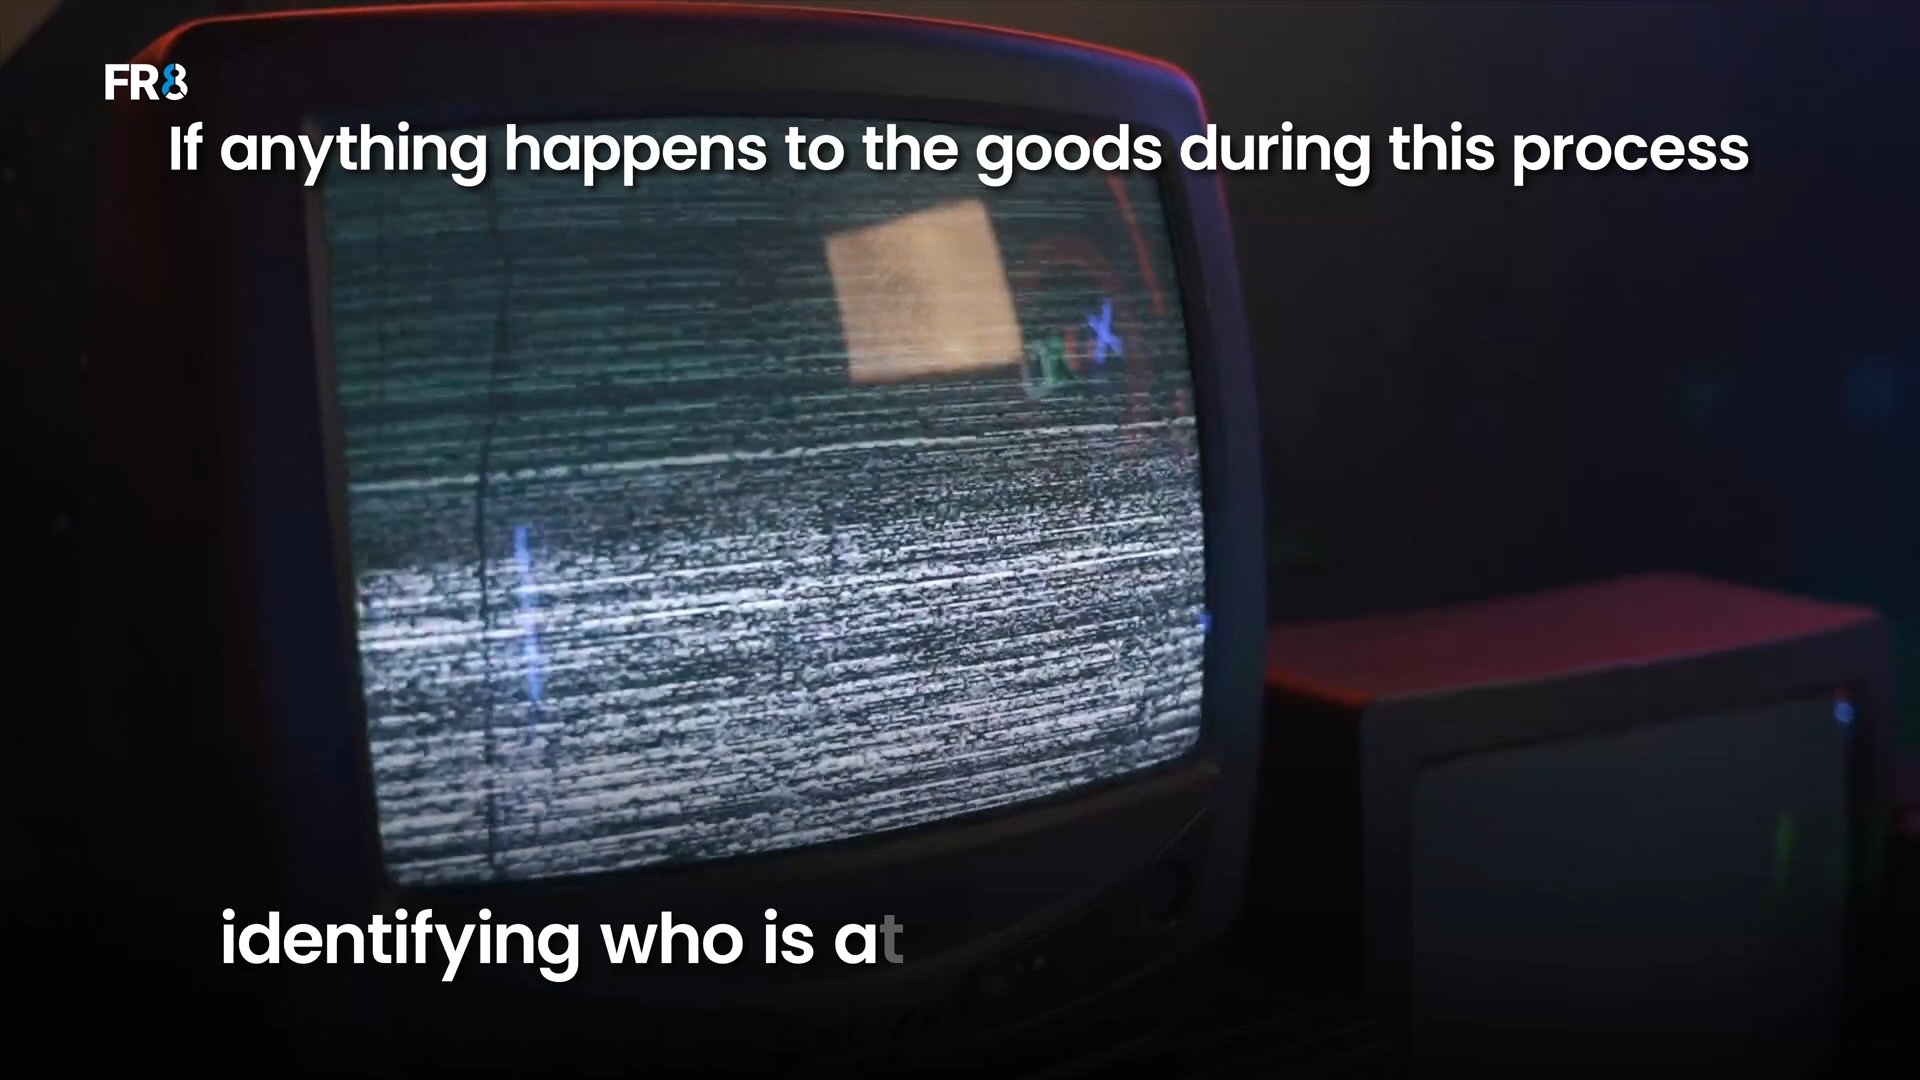 FR8
If anything happens to the goods during this process
identifying who is at